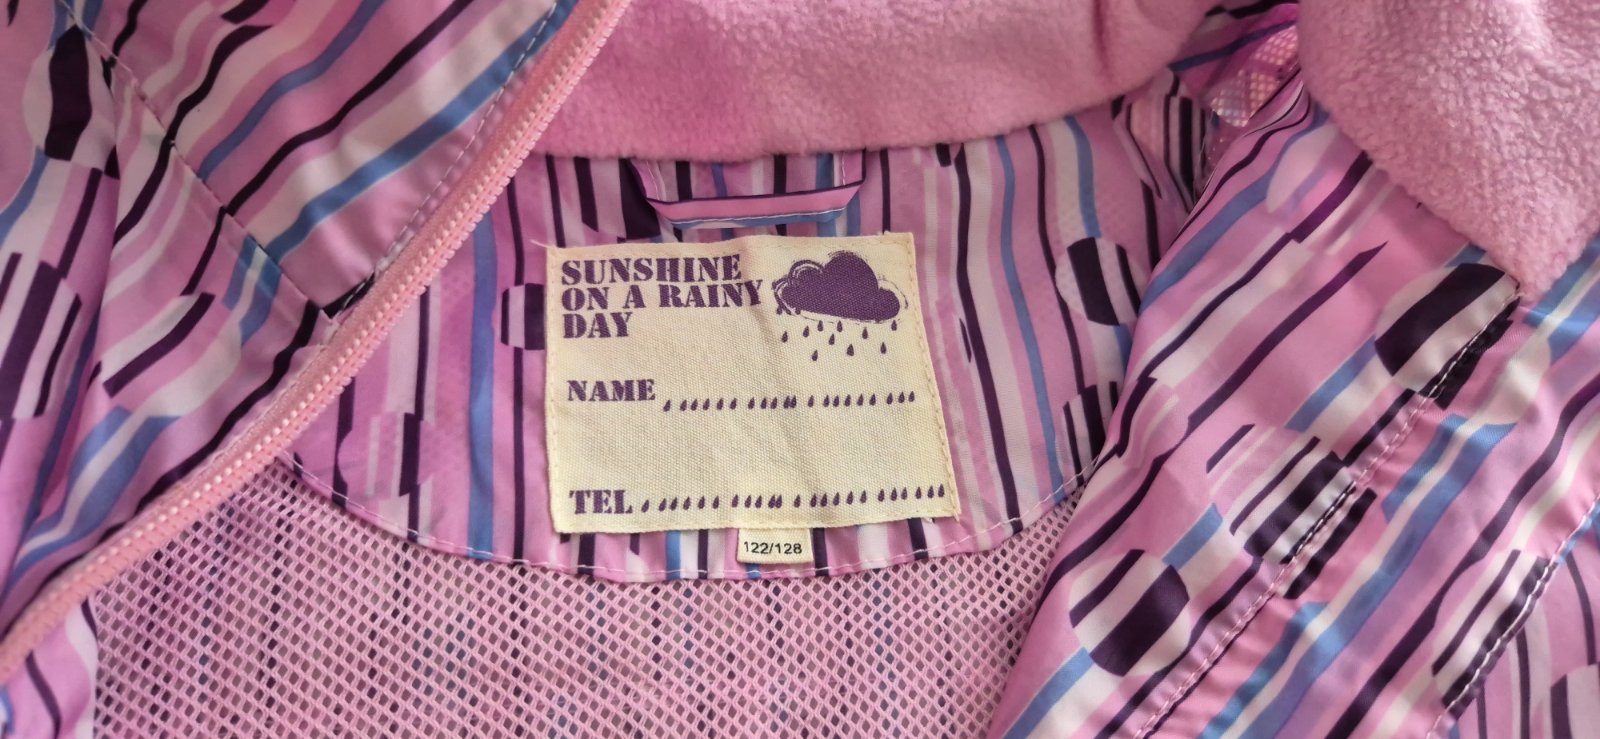 SUNSHINE
ON A RAINY
DAY
NAME
TEL
122/128